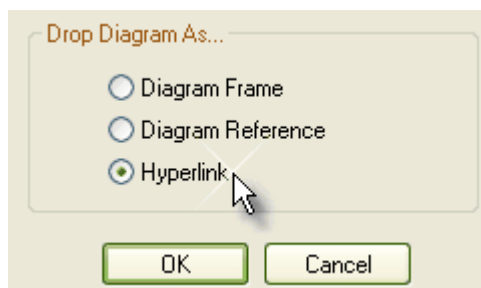 Drop Diagram As...
Diagram Frame
Diagram Reference
Hyperlink
OK Cancel